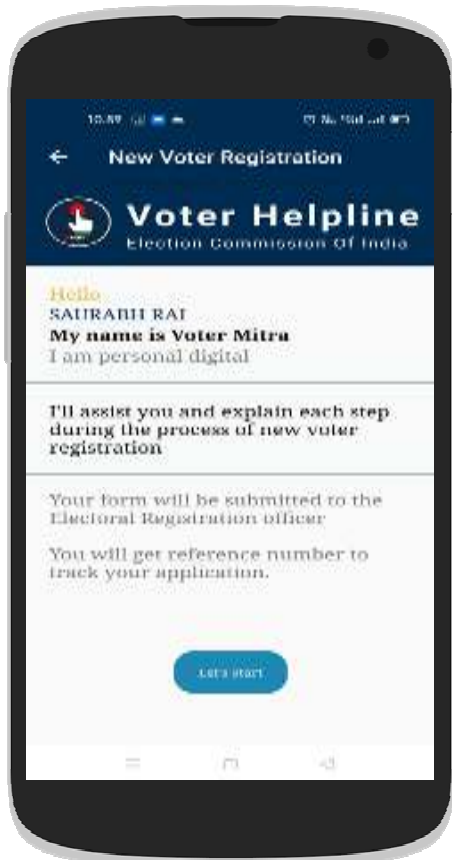 10.59
New Voter Registration
Voter Helpline
Election Commission Of India
Hello
SAURABH RAI
My name is Voter Mitra
I am personal digital
I'll assist you and explain each step
during the process of new voter
registration
Your form will be submitted to the
Electoral Registration officer
You will get reference number to
track your application.
Let's start